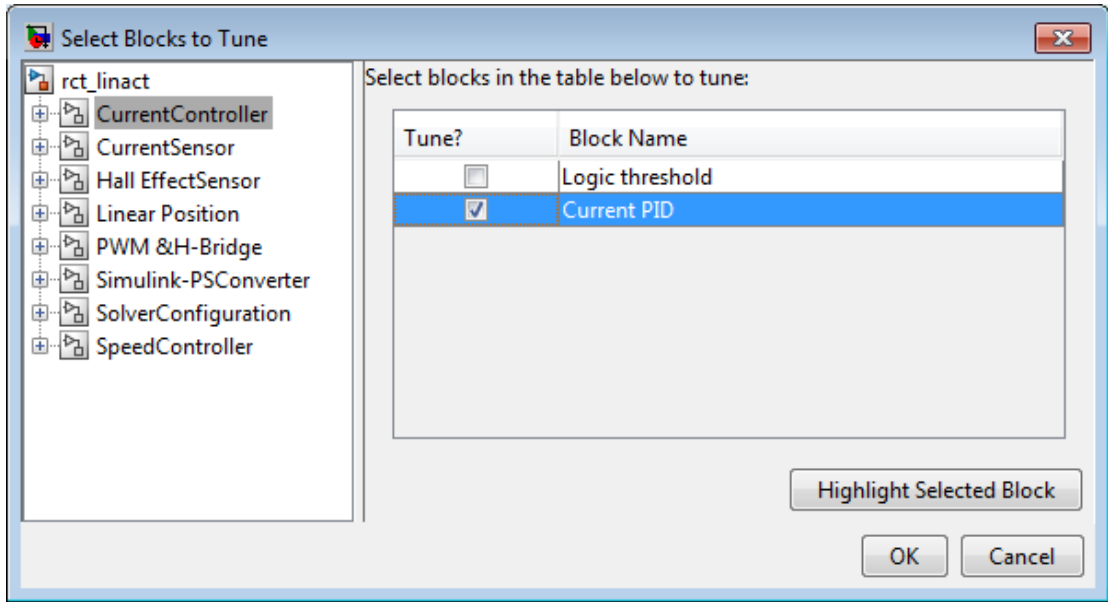 Select Blocks to Tune
rct_linact
CurrentController
CurrentSensor
Hall EffectSensor
Linear Position
PWM &H-Bridge
Simulink-PSConverter
SolverConfiguration
SpeedController
Select blocks in the table below to tune:
Tune? Block Name
Logic threshold
Current PID
Highlight Selected Block
OK Cancel